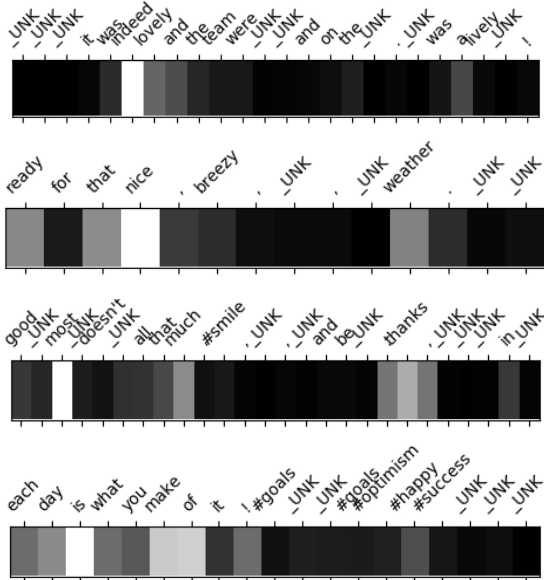 _UNK _UNK _UNK it was indeed lovely and the team were _UNK _UNK and on the _UNK . _UNK was a lively _UNK !
ready for that nice , breezy , _UNK , _UNK weather . _UNK _UNK
good _UNK most _UNK doesn't _UNK all that much #smile , _UNK , _UNK and be _UNK thanks , _UNK _UNK _UNK in _UNK
each day is what you make of it ! #goals _UNK _UNK #goals #optimism #happy #success _UNK _UNK _UNK